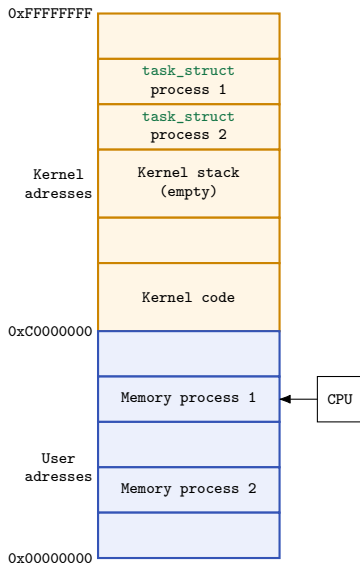 0xFFFFFFFF
task_struct
process 1
task_struct
process 2
Kernel
adresses
Kernel stack
(empty)
Kernel code
0xC0000000
Memory process 1
CPU
User
adresses
Memory process 2
0x00000000